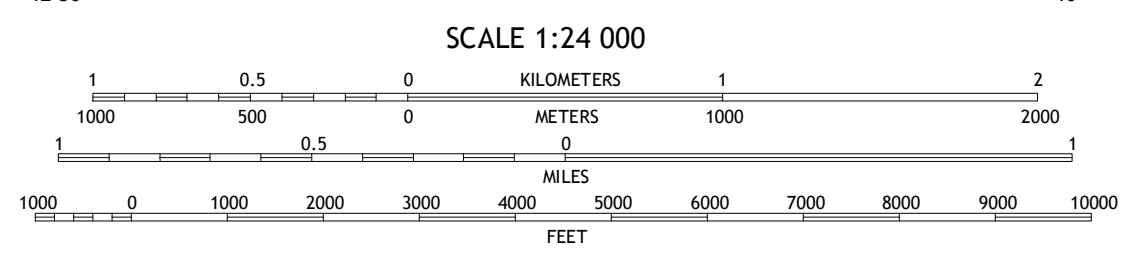 SCALE 1:24 000
1 0.5 0 KILOMETERS 1 2
1000 500 0 METERS 1000 2000
1 0.5 0 1
MILES
1000 0 1000 2000 3000 4000 5000 6000 7000 8000 9000 10000
FEET